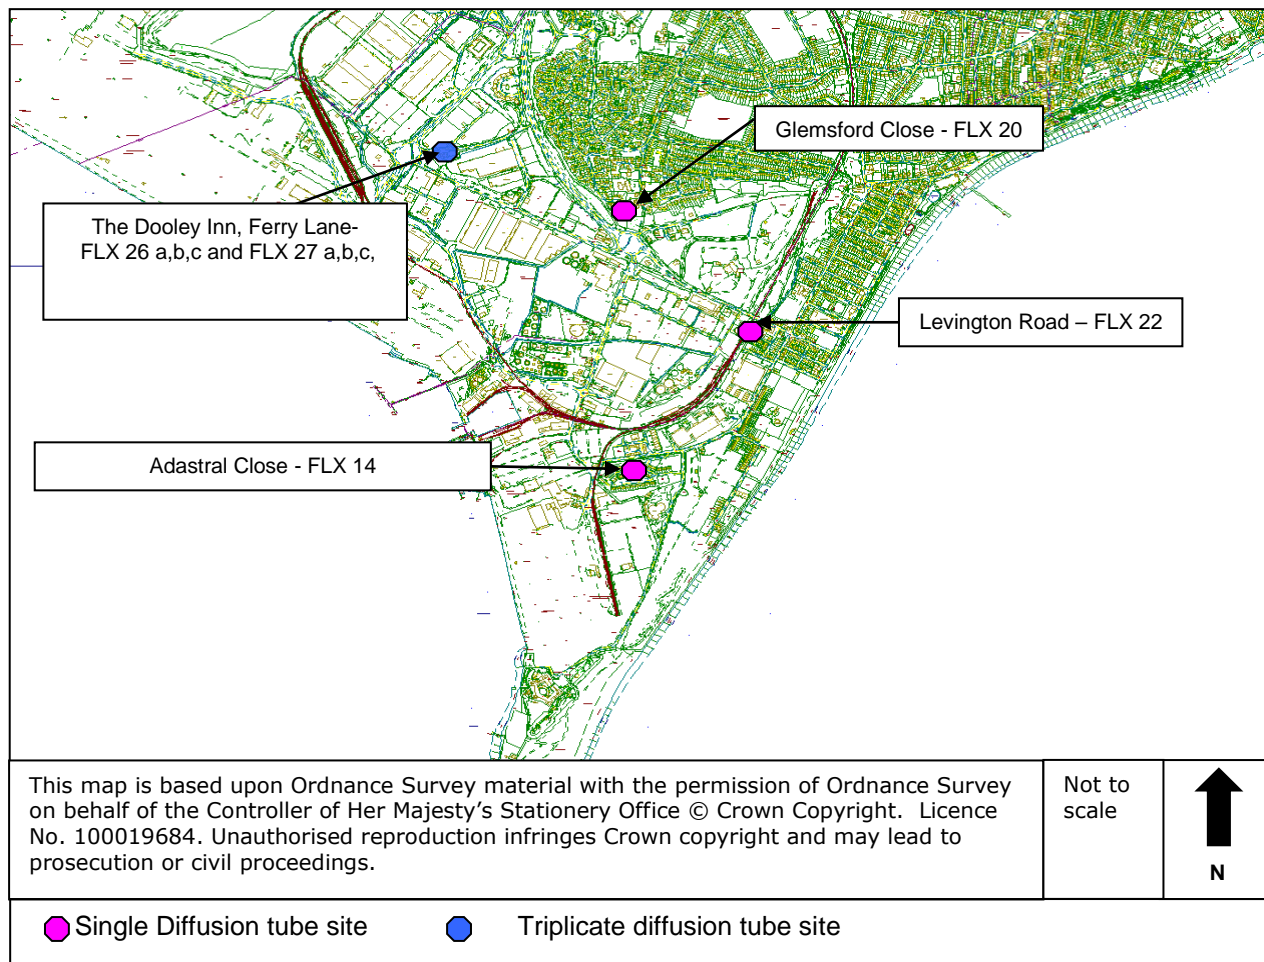 Glemsford Close - FLX 20
The Dooley Inn, Ferry Lane-
FLX 26 a,b,c and FLX 27 a,b,c,
Levington Road – FLX 22
Adastral Close - FLX 14
This map is based upon Ordnance Survey material with the permission of Ordnance Survey
on behalf of the Controller of Her Majesty's Stationery Office © Crown Copyright. Licence
No. 100019684. Unauthorised reproduction infringes Crown copyright and may lead to
prosecution or civil proceedings.
Not to
scale
N
Single Diffusion tube site
Triplicate diffusion tube site